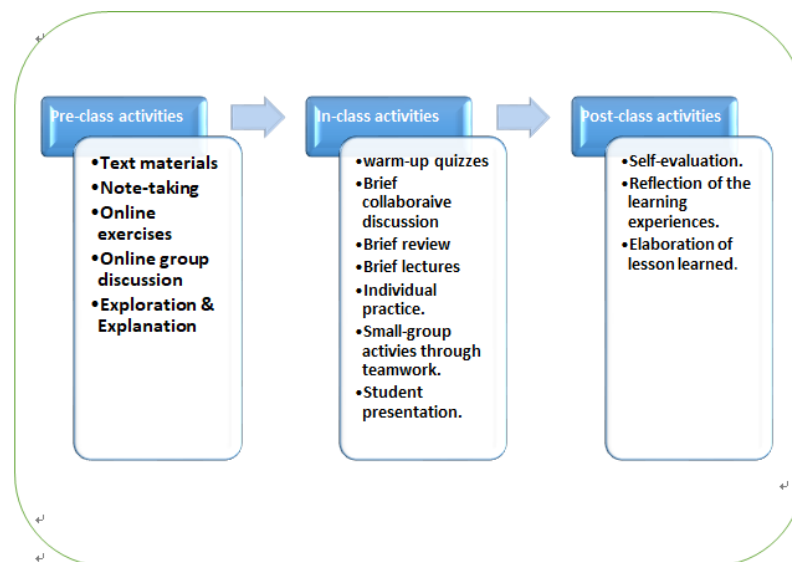 Pre-class activities
•Text materials
•Note-taking
•Online
exercises
•Online group
discussion
•Exploration &
Explanation
In-class activities
•warm-up quizzes
•Brief
collaboraive
discussion
•Brief review
•Brief lectures
•Individual
practice.
•Small-group
activies through
teamwork.
•Student
presentation.
Post-class activities
•Self-evaluation.
•Reflection of the
learning
experiences.
•Elaboration of
lesson learned.